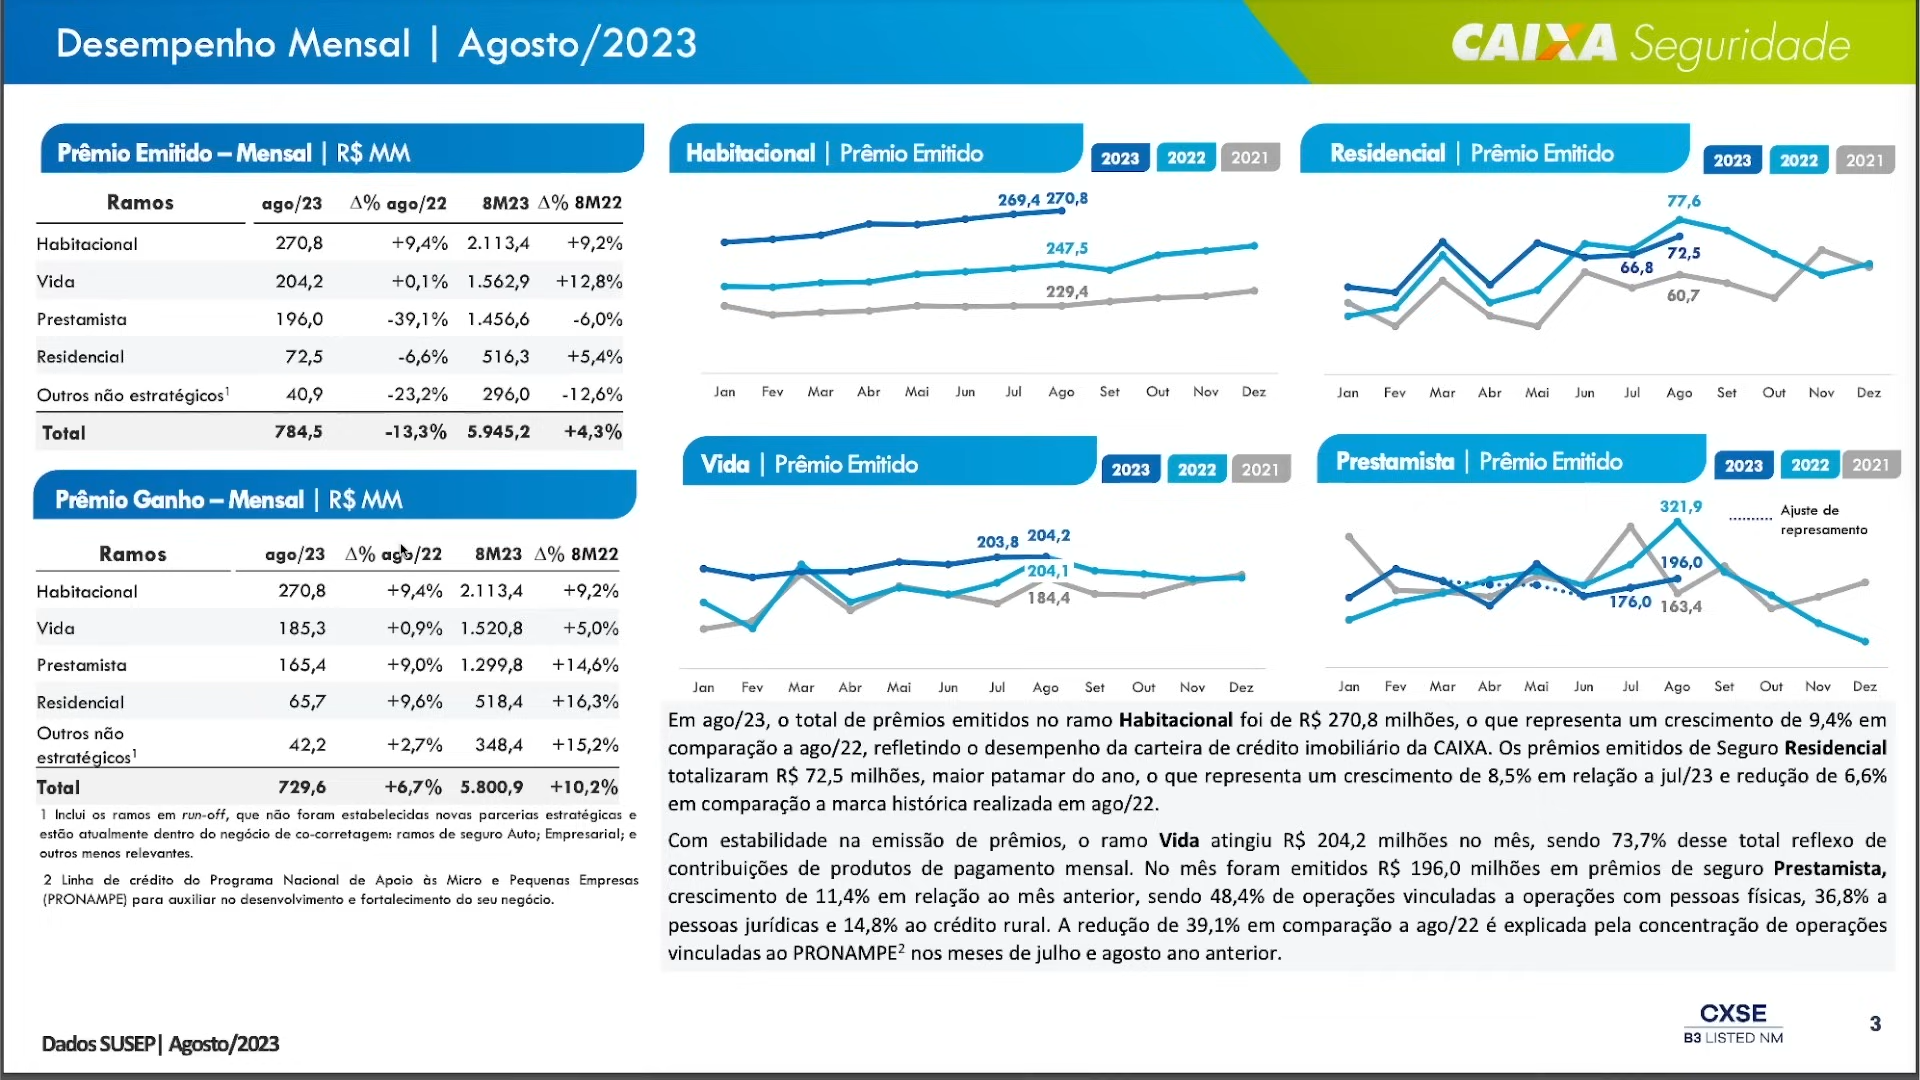 Desempenho Mensal | Agosto/2023
CAIXA Seguridade
Prêmio Emitido – Mensal | R$ MM
Ramos ago/23 Δ% ago/22 8M23 Δ% 8M22
Habitacional 270,8 +9,4% 2.113,4 +9,2%
Vida 204,2 +0,1% 1.562,9 +12,8%
Prestamista 196,0 -39,1% 1.456,6 -6,0%
Residencial 72,5 -6,6% 516,3 +5,4%
Outros não estratégicos¹ 40,9 -23,2% 296,0 -12,6%
Total 784,5 -13,3% 5.945,2 +4,3%
Prêmio Ganho – Mensal | R$ MM
Ramos ago/23 Δ% ago/22 8M23 Δ% 8M22
Habitacional 270,8 +9,4% 2.113,4 +9,2%
Vida 185,3 +0,9% 1.520,8 +5,0%
Prestamista 165,4 +9,0% 1.299,8 +14,6%
Residencial 65,7 +9,6% 518,4 +16,3%
Outros não
estratégicos¹ 42,2 +2,7% 348,4 +15,2%
Total 729,6 +6,7% 5.800,9 +10,2%
1 Inclui os ramos em run-off, que não foram estabelecidas novas parcerias estratégicas e
estão atualmente dentro do negócio de co-corretagem: ramos de seguro Auto; Empresarial; e
outros menos relevantes.
2 Linha de crédito do Programa Nacional de Apoio às Micro e Pequenas Empresas
(PRONAMPE) para auxiliar no desenvolvimento e fortalecimento do seu negócio.
Habitacional | Prêmio Emitido
2023 2022 2021
269,4 270,8
247,5
229,4
Jan Fev Mar Abr Mai Jun Jul Ago Set Out Nov Dez
Residencial | Prêmio Emitido
2023 2022 2021
77,6
72,5
66,8
60,7
Jan Fev Mar Abr Mai Jun Jul Ago Set Out Nov Dez
Vida | Prêmio Emitido
2023 2022 2021
203,8 204,2
204,1
184,4
Jan Fev Mar Abr Mai Jun Jul Ago Set Out Nov Dez
Prestamista | Prêmio Emitido
2023 2022 2021
321,9
Ajuste de
represamento
196,0
176,0 163,4
Jan Fev Mar Abr Mai Jun Jul Ago Set Out Nov Dez
Em ago/23, o total de prêmios emitidos no ramo Habitacional foi de R$ 270,8 milhões, o que representa um crescimento de 9,4% em
comparação a ago/22, refletindo o desempenho da carteira de crédito imobiliário da CAIXA. Os prêmios emitidos de Seguro Residencial
totalizaram R$ 72,5 milhões, maior patamar do ano, o que representa um crescimento de 8,5% em relação a jul/23 e redução de 6,6%
em comparação a marca histórica realizada em ago/22.
Com estabilidade na emissão de prêmios, o ramo Vida atingiu R$ 204,2 milhões no mês, sendo 73,7% desse total reflexo de
contribuições de produtos de pagamento mensal. No mês foram emitidos R$ 196,0 milhões em prêmios de seguro Prestamista,
crescimento de 11,4% em relação ao mês anterior, sendo 48,4% de operações vinculadas a operações com pessoas físicas, 36,8% a
pessoas jurídicas e 14,8% ao crédito rural. A redução de 39,1% em comparação a ago/22 é explicada pela concentração de operações
vinculadas ao PRONAMPE² nos meses de julho e agosto ano anterior.
Dados SUSEP| Agosto/2023
CXSE
B3 LISTED NM
3